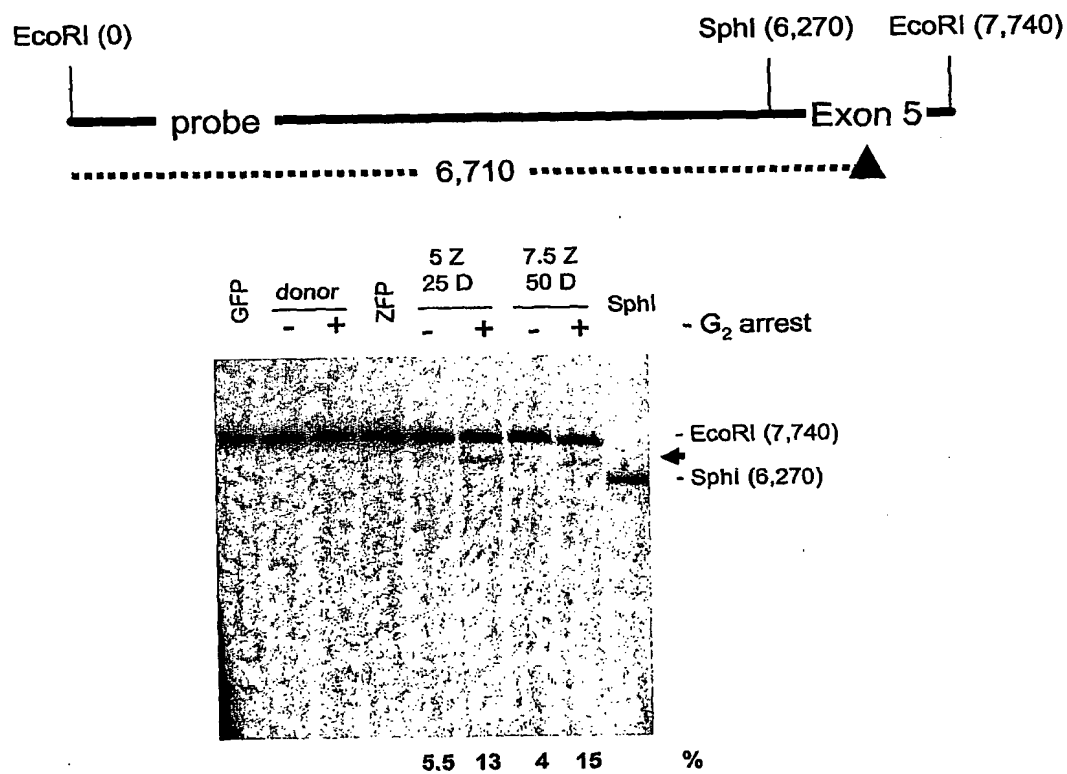 EcoRI (0)
SphI (6,270)
EcoRI (7,740)
probe
Exon 5
6,710
GFP
donor
- +
ZFP
5 Z
25 D
- +
7.5 Z
50 D
- +
SphI
- G₂ arrest
- EcoRI (7,740)
- SphI (6,270)
5,5 13 4 15 %